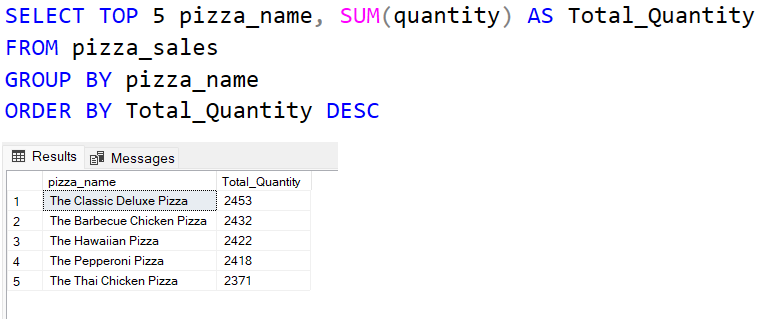 SELECT TOP 5 pizza_name, SUM(quantity) AS Total_Quantity
FROM pizza_sales
GROUP BY pizza_name
ORDER BY Total_Quantity DESC
Results Messages
pizza_name Total_Quantity
1 The Classic Deluxe Pizza 2453
2 The Barbecue Chicken Pizza 2432
3 The Hawaiian Pizza 2422
4 The Pepperoni Pizza 2418
5 The Thai Chicken Pizza 2371